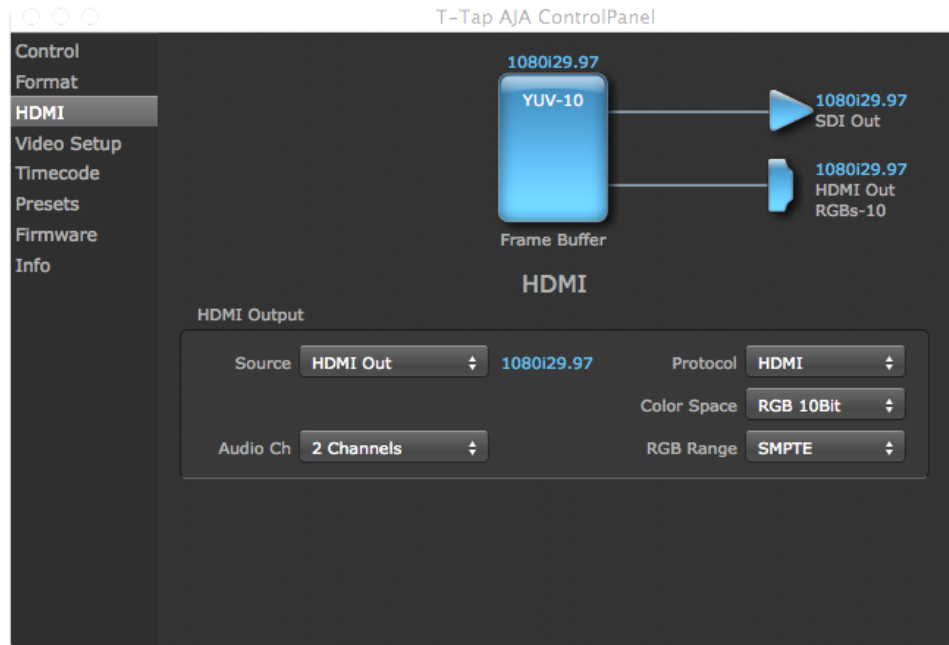 T-Tap AJA ControlPanel
Control
Format
HDMI
Video Setup
Timecode
Presets
Firmware
Info
1080i29.97
YUV-10
Frame Buffer
1080i29.97
SDI Out
1080i29.97
HDMI Out
RGBs-10
HDMI
HDMI Output
Source HDMI Out 1080i29.97 Protocol HDMI
Color Space RGB 10Bit
Audio Ch 2 Channels RGB Range SMPTE